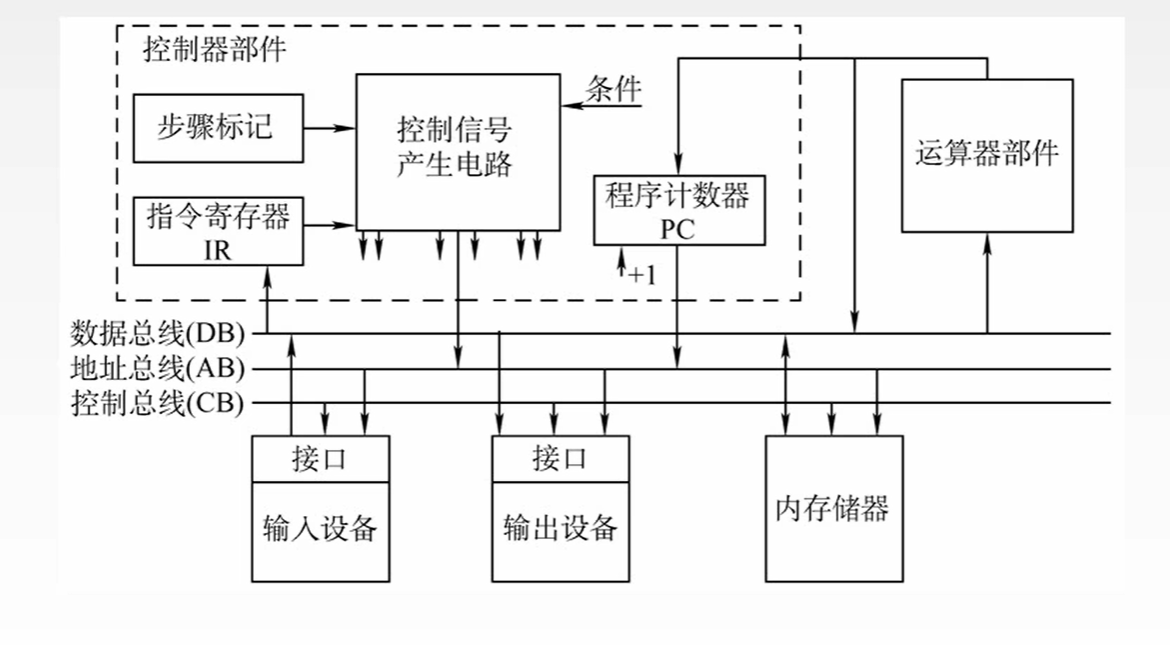 控制器部件
条件
步骤标记
控制信号
产生电路
运算器部件
指令寄存器
IR
程序计数器
PC
+1
数据总线(DB)
地址总线(AB)
控制总线(CB)
接口
接口
输入设备
输出设备
内存储器